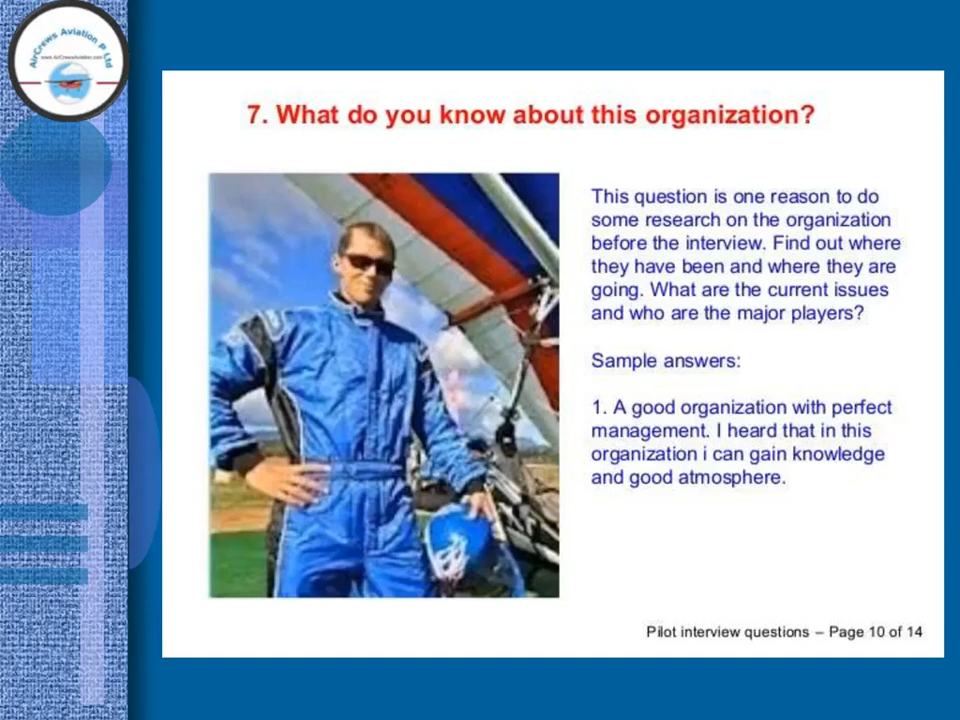 AirCrews Aviation P Ltd
www.AirCrewsAviation.com
7. What do you know about this organization?
This question is one reason to do
some research on the organization
before the interview. Find out where
they have been and where they are
going. What are the current issues
and who are the major players?
Sample answers:
1. A good organization with perfect
management. I heard that in this
organization i can gain knowledge
and good atmosphere.
Pilot interview questions – Page 10 of 14